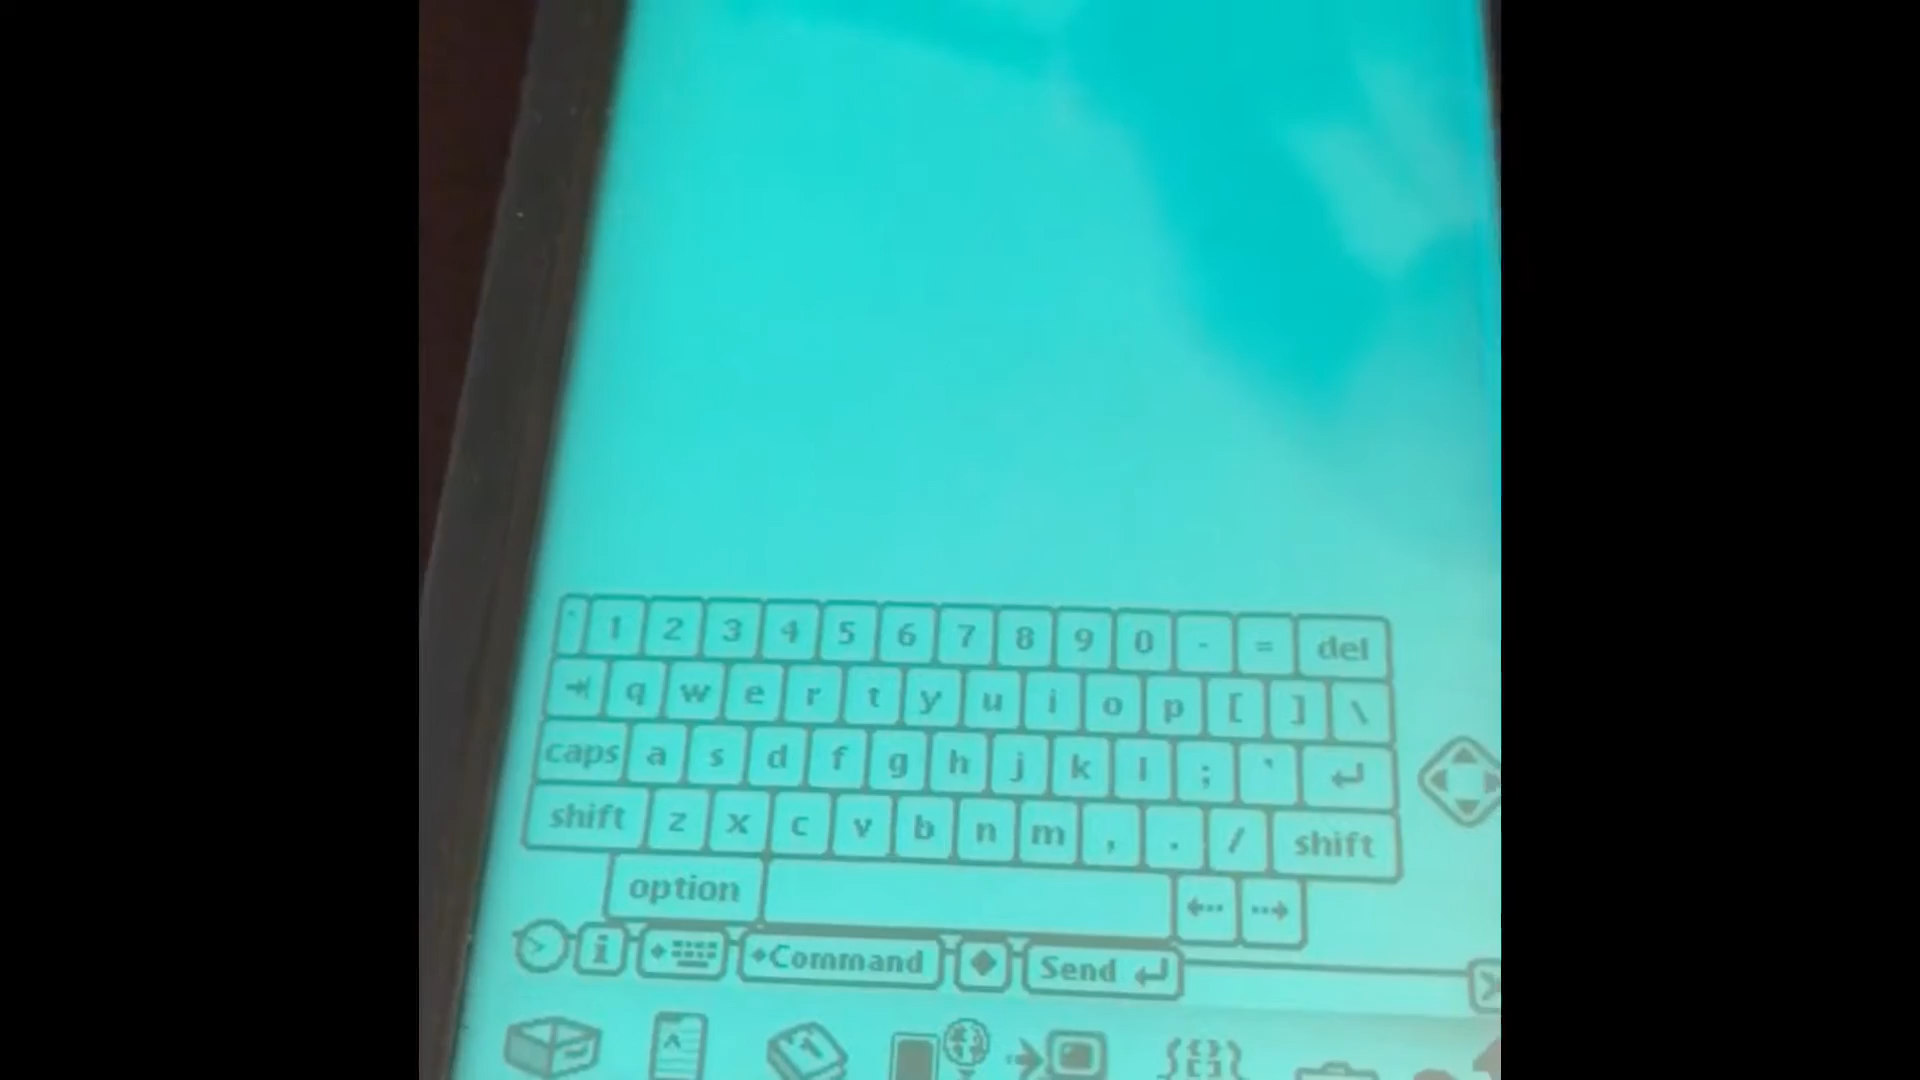 ` 1 2 3 4 5 6 7 8 9 0 - = del
q w e r t y u i o p [ ] \
caps a s d f g h j k l ; '
shift z x c v b n m , . / shift
option
i Command Send